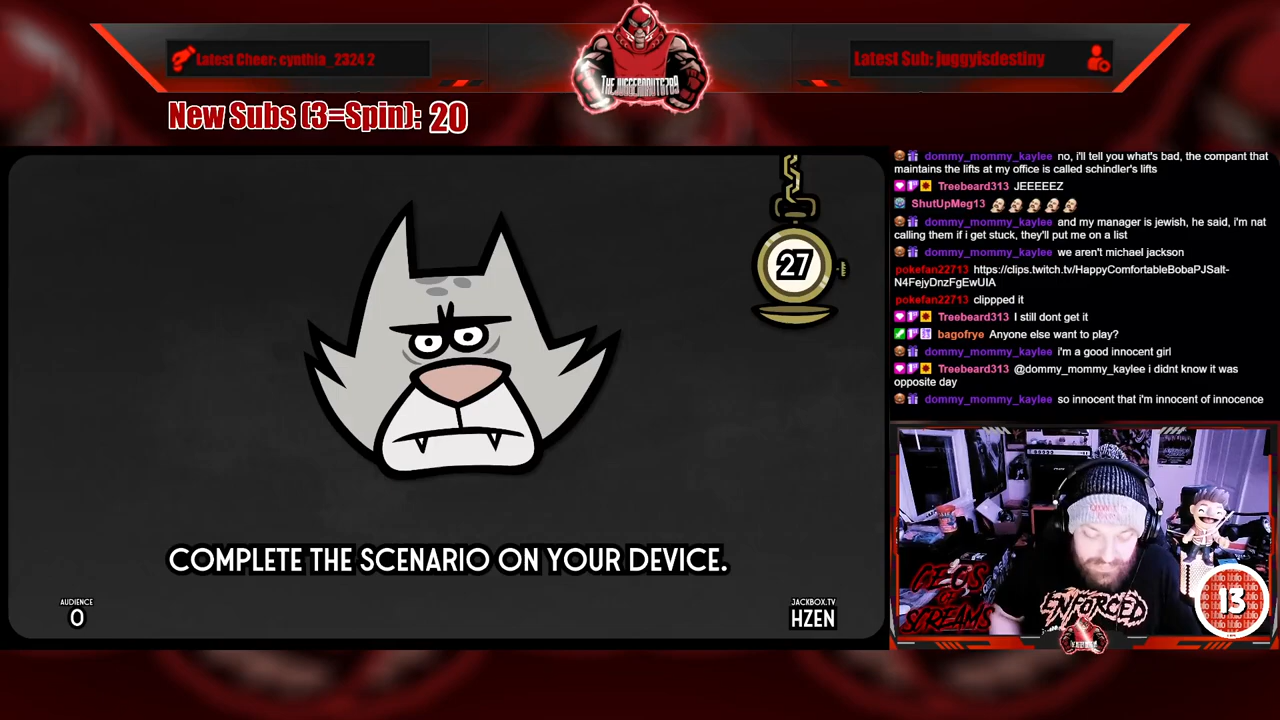 Latest Cheer: cynthia_2324 2
THEJUGGERNAUT6789
Latest Sub: juggyisdestiny
New Subs (3=Spin): 20
27
COMPLETE THE SCENARIO ON YOUR DEVICE.
AUDIENCE
0
JACKBOX.TV
HZEN
dommy_mommy_kaylee no, i'll tell you what's bad, the compant that
maintains the lifts at my office is called schindler's lifts
Treebeard313 JEEEEEZ
ShutUpMeg13
dommy_mommy_kaylee and my manager is jewish, he said, i'm nat
calling them if i get stuck, they'll put me on a list
dommy_mommy_kaylee we aren't michael jackson
pokefan22713 https://clips.twitch.tv/HappyComfortableBobaPJSalt-
N4FejyDnzFgEwUIA
pokefan22713 clippped it
Treebeard313 I still dont get it
bagofrye Anyone else want to play?
dommy_mommy_kaylee i'm a good innocent girl
Treebeard313 @dommy_mommy_kaylee i didnt know it was
opposite day
dommy_mommy_kaylee so innocent that i'm innocent of innocence
SCREAMS
ENFORCED
13